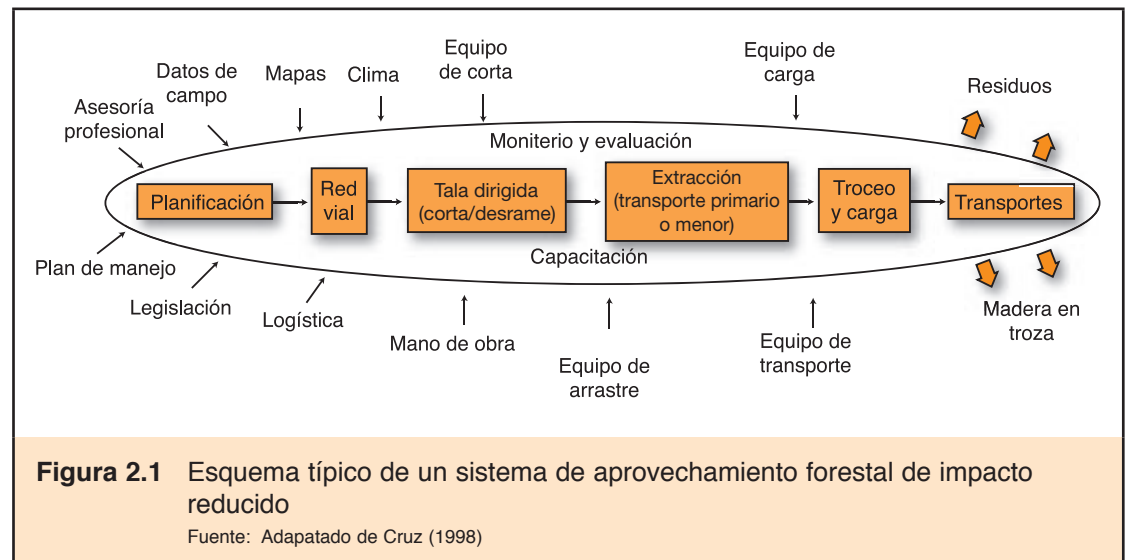 Asesoría
profesional
Datos de
campo
Mapas
Clima
Equipo
de corta
Equipo de
carga
Residuos
Moniterio y evaluación
Planificación
Red
vial
Tala dirigida
(corta/desrame)
Extracción
(transporte primario
o menor)
Troceo
y carga
Transportes
Capacitación
Plan de manejo
Legislación
Logística
Mano de obra
Equipo de
arrastre
Equipo de
transporte
Madera en
troza
Figura 2.1 Esquema típico de un sistema de aprovechamiento forestal de impacto
reducido
Fuente: Adapatado de Cruz (1998)